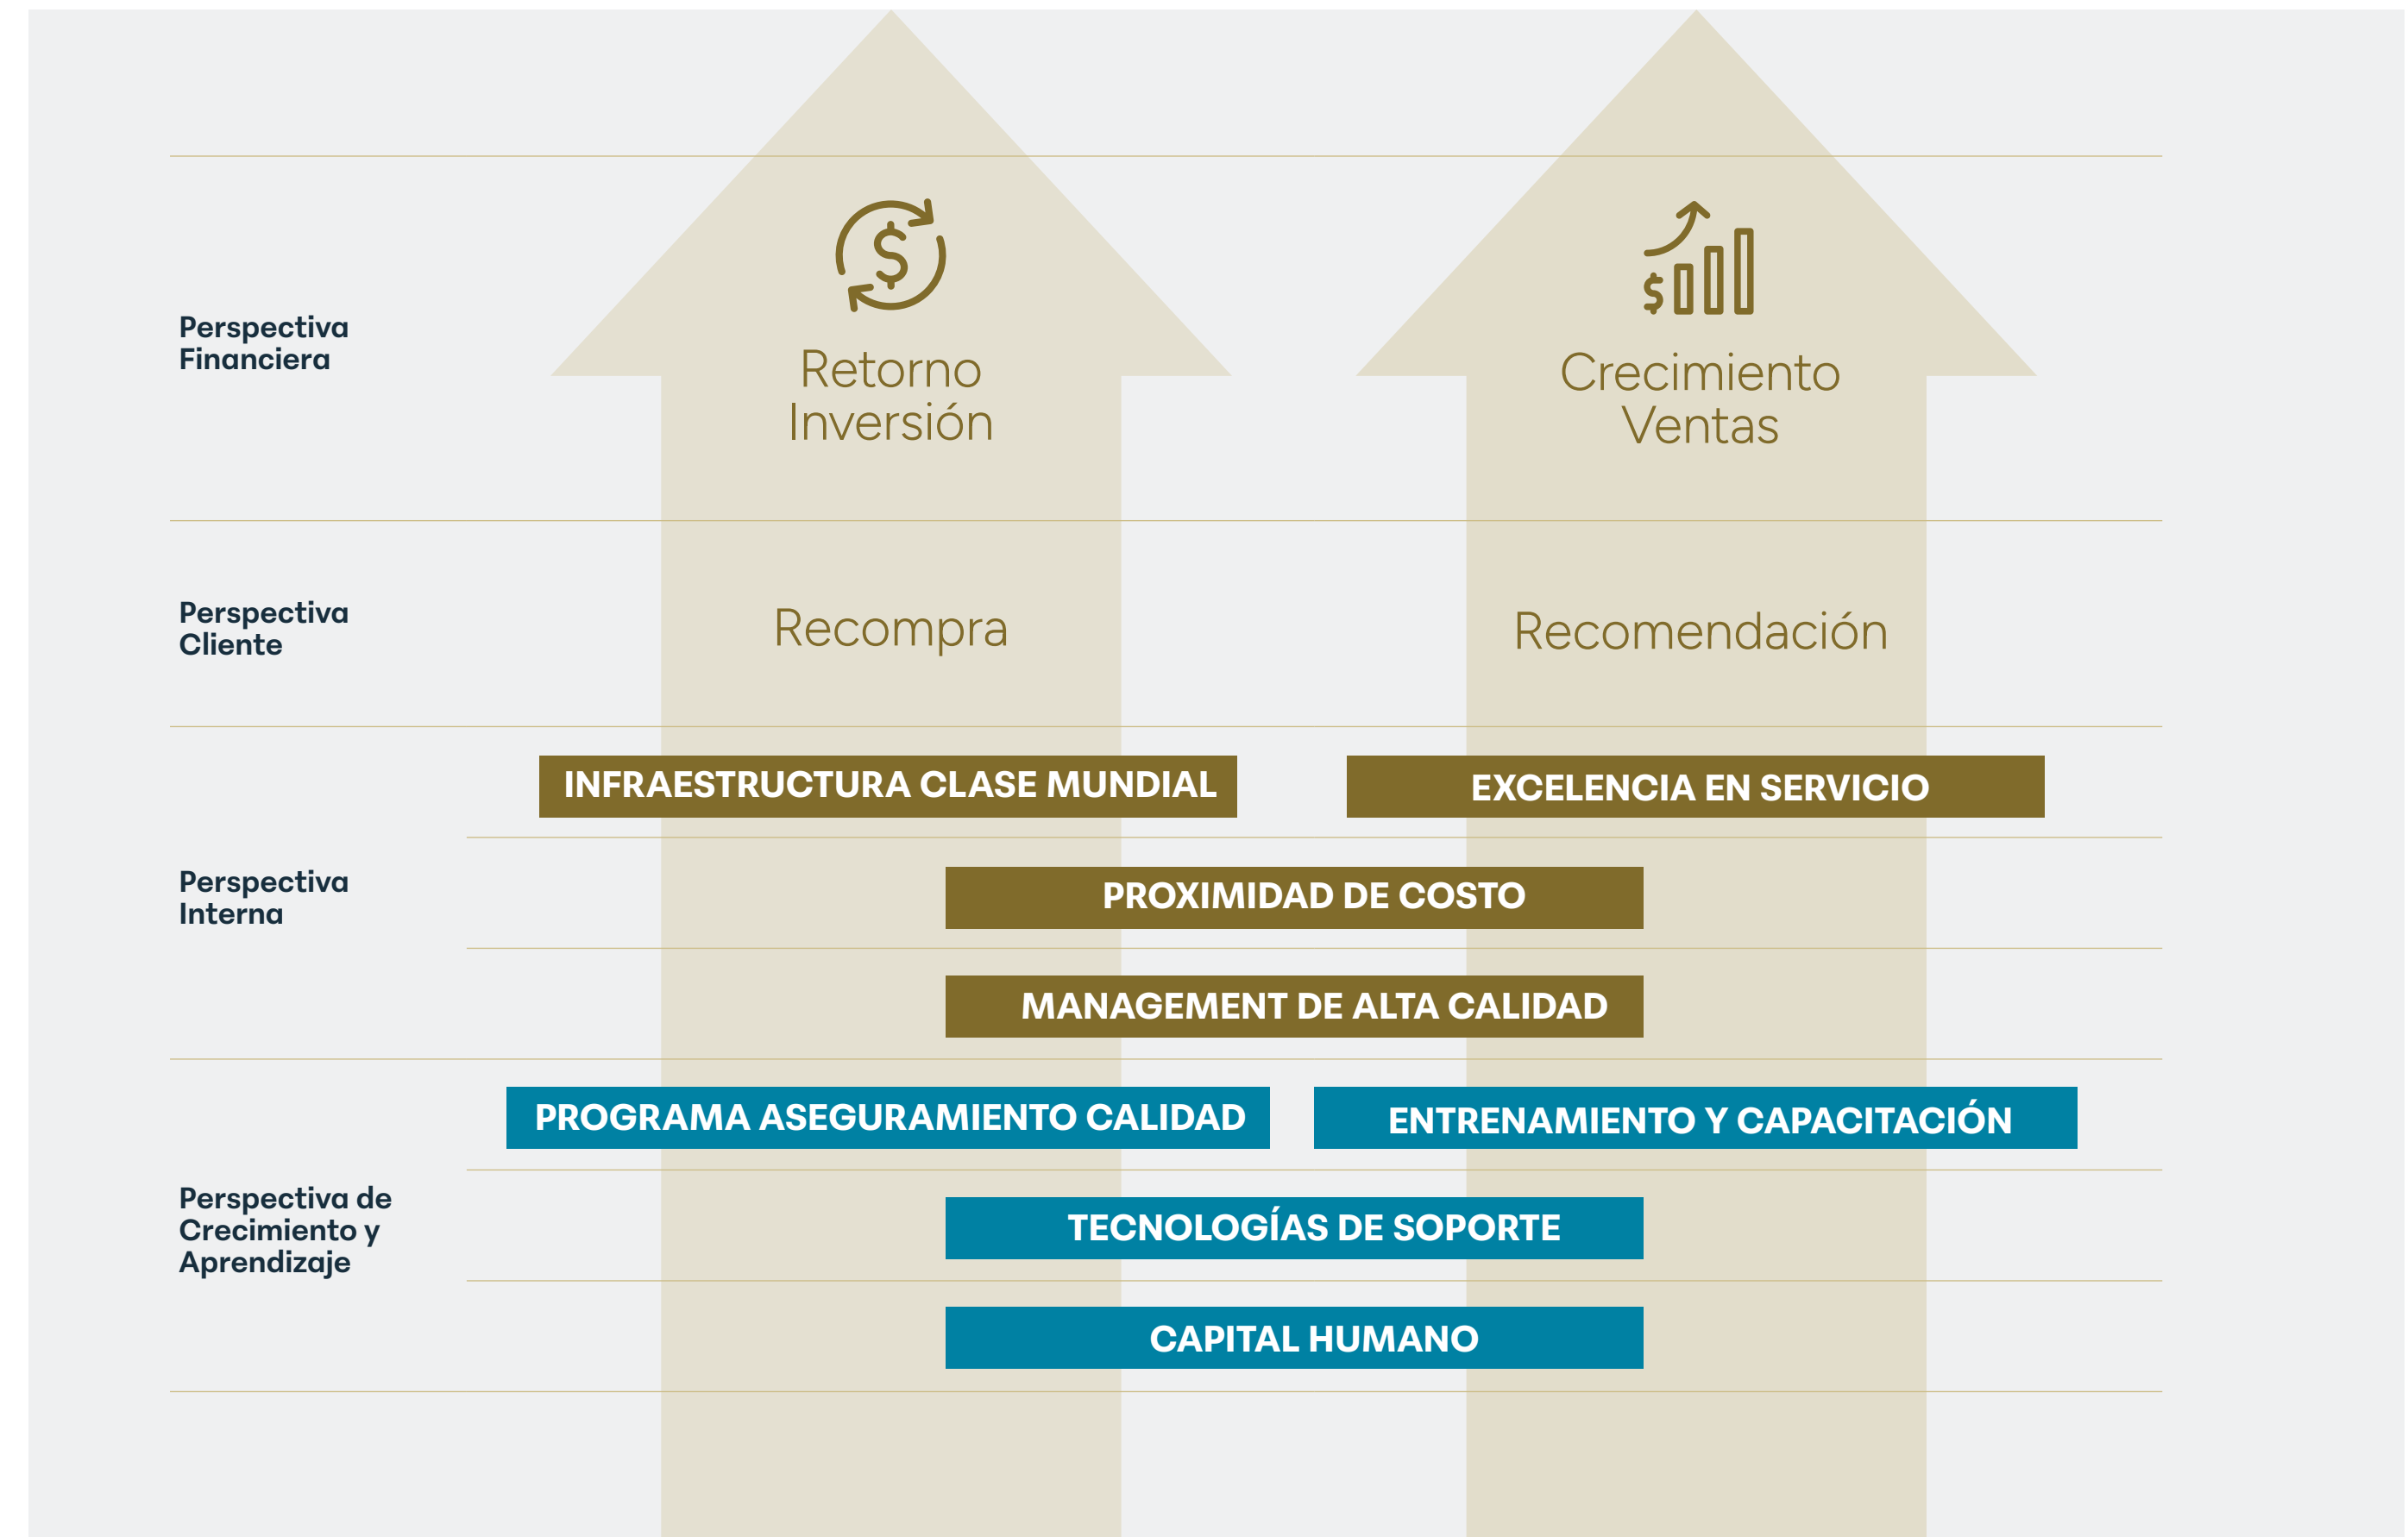 Perspectiva
Financiera
Retorno
Inversión
Crecimiento
Ventas
Perspectiva
Cliente
Recompra
Recomendación
Perspectiva
Interna
INFRAESTRUCTURA CLASE MUNDIAL
EXCELENCIA EN SERVICIO
PROXIMIDAD DE COSTO
MANAGEMENT DE ALTA CALIDAD
Perspectiva de
Crecimiento y
Aprendizaje
PROGRAMA ASEGURAMIENTO CALIDAD
ENTRENAMIENTO Y CAPACITACIÓN
TECNOLOGÍAS DE SOPORTE
CAPITAL HUMANO